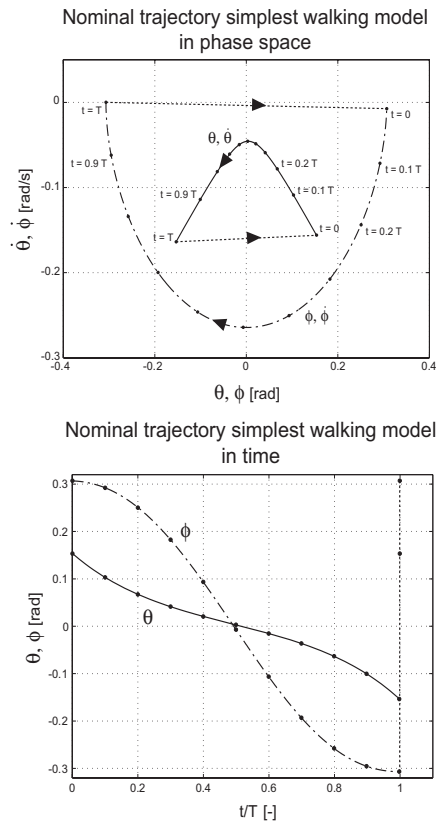 Nominal trajectory simplest walking model
in phase space
θ̇, ϕ̇ [rad/s]
0
-0.1
-0.2
-0.3
t = T
t = 0
θ, θ̇
t = 0.9 T
t = 0.2 T
t = 0.1 T
t = 0.9 T
t = 0.1 T
t = T
t = 0
t = 0.2 T
ϕ, ϕ̇
-0.4
-0.2
0
0.2
0.4
θ, ϕ [rad]
Nominal trajectory simplest walking model
in time
θ, ϕ [rad]
0.3
0.2
0.1
0
-0.1
-0.2
-0.3
ϕ
θ
0
0.2
0.4
0.6
0.8
1
t/T [-]